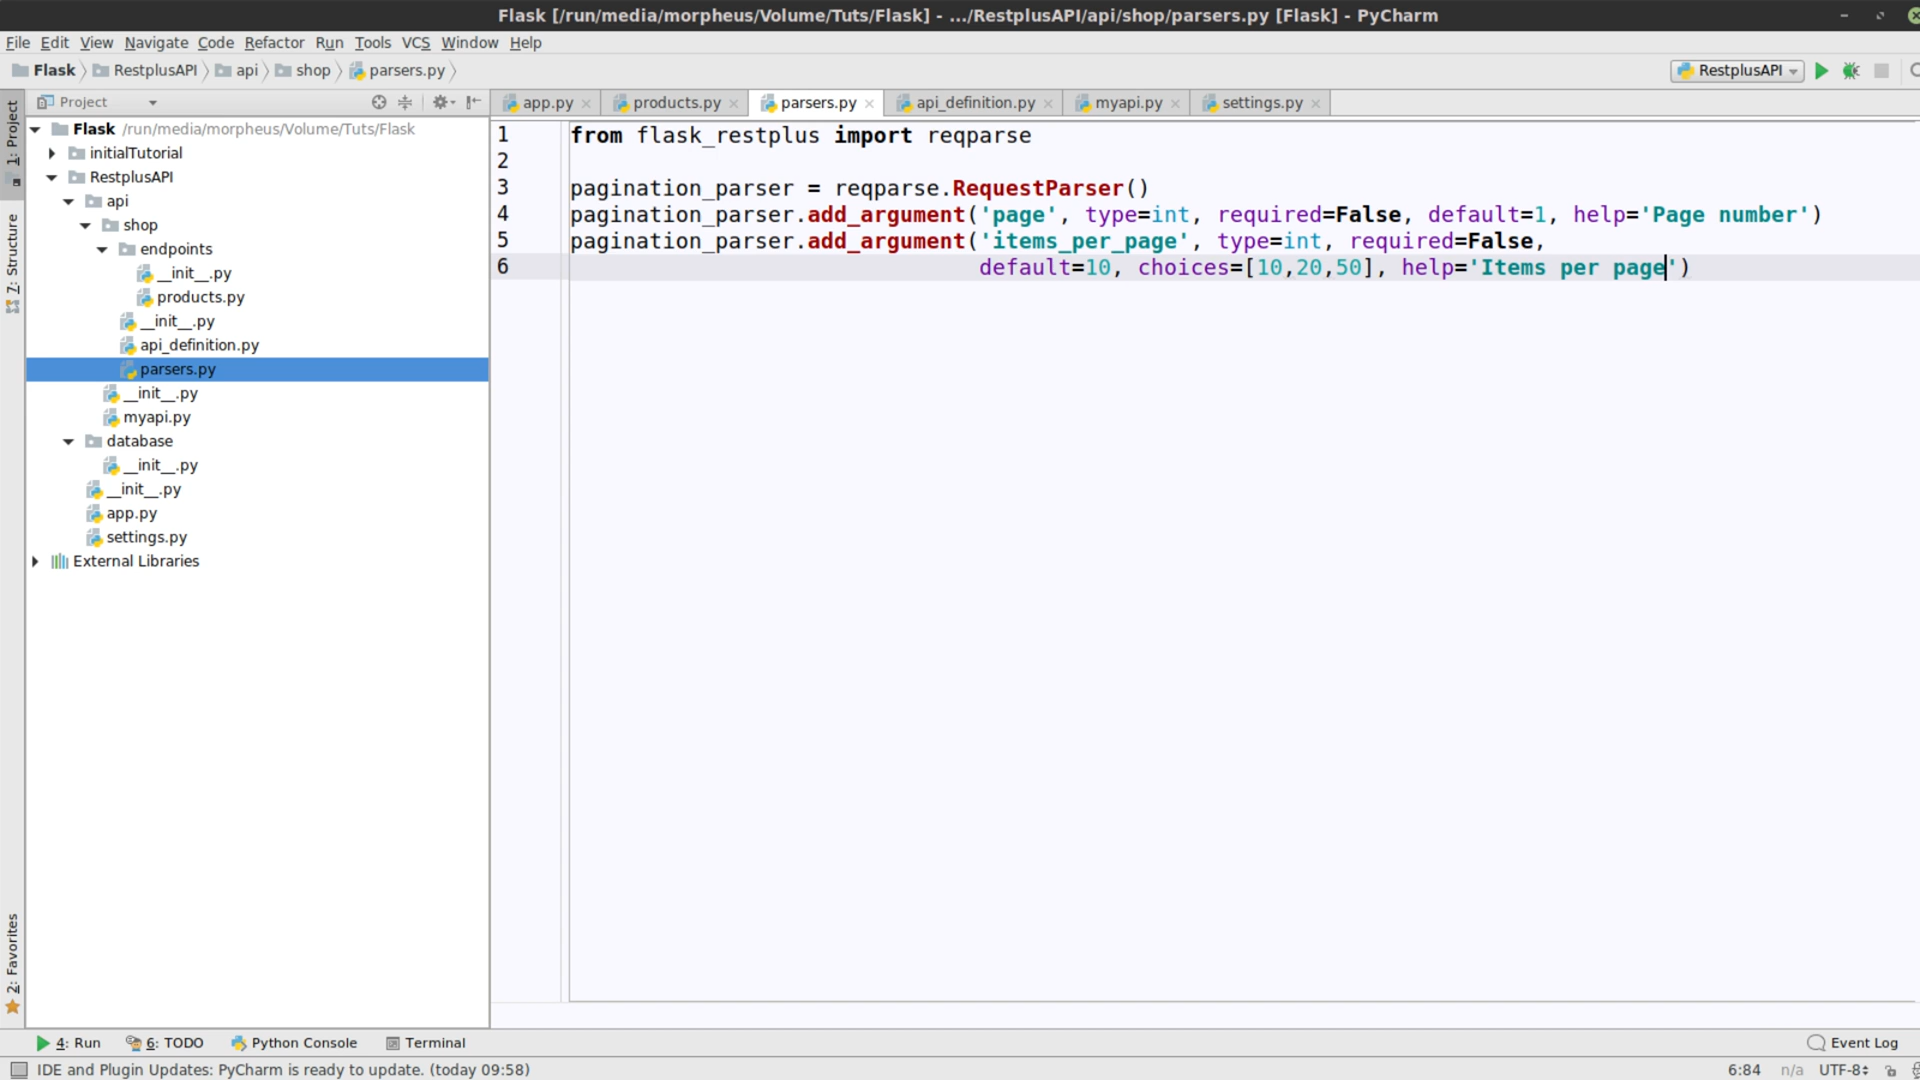 Flask [/run/media/morpheus/Volume/Tuts/Flask] - .../RestplusAPI/api/shop/parsers.py [Flask] - PyCharm
File Edit View Navigate Code Refactor Run Tools VCS Window Help
Flask RestplusAPI api shop parsers.py
RestplusAPI
Project
app.py products.py parsers.py api_definition.py myapi.py settings.py
1: Project
7: Structure
2: Favorites
Flask /run/media/morpheus/Volume/Tuts/Flask
initialTutorial
RestplusAPI
api
shop
endpoints
__init__.py
products.py
__init__.py
api_definition.py
parsers.py
__init__.py
myapi.py
database
__init__.py
__init__.py
app.py
settings.py
External Libraries
1 from flask_restplus import reqparse
2
3 pagination_parser = reqparse.RequestParser()
4 pagination_parser.add_argument('page', type=int, required=False, default=1, help='Page number')
5 pagination_parser.add_argument('items_per_page', type=int, required=False,
6 default=10, choices=[10,20,50], help='Items per page')
4: Run 6: TODO Python Console Terminal Event Log
IDE and Plugin Updates: PyCharm is ready to update. (today 09:58) 6:84 n/a UTF-8